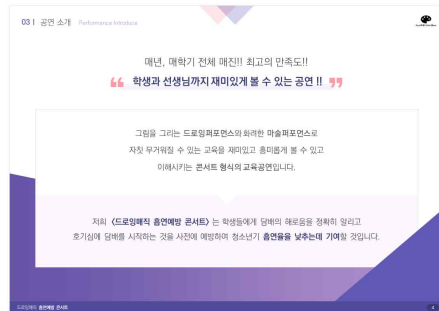 03 I 공연 소개 Performance Introduce
매년, 매학기 전체 매진!! 최고의 만족도!!
❝ 학생과 선생님까지 재미있게 볼 수 있는 공연 !! ❞
그림을 그리는 드로잉퍼포먼스와 화려한 마술퍼포먼스로
자칫 무거워질 수 있는 교육을 재미있고 흥미롭게 볼 수 있고
이해시키는 콘서트 형식의 교육공연입니다.
저희 <드로잉매직 흡연예방 콘서트> 는 학생들에게 담배의 해로움을 정확히 알리고
호기심에 담배를 시작하는 것을 사전에 예방하여 청소년기 흡연율을 낮추는데 기여할 것입니다.
드로잉매직 흡연예방 콘서트
4